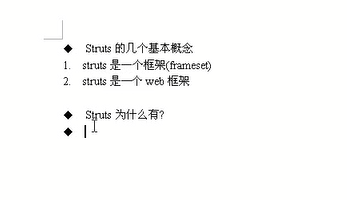 ◆ Struts 的几个基本概念
1. struts 是一个框架(frameset)
2. struts 是一个 web 框架
◆ Struts 为什么有?
◆